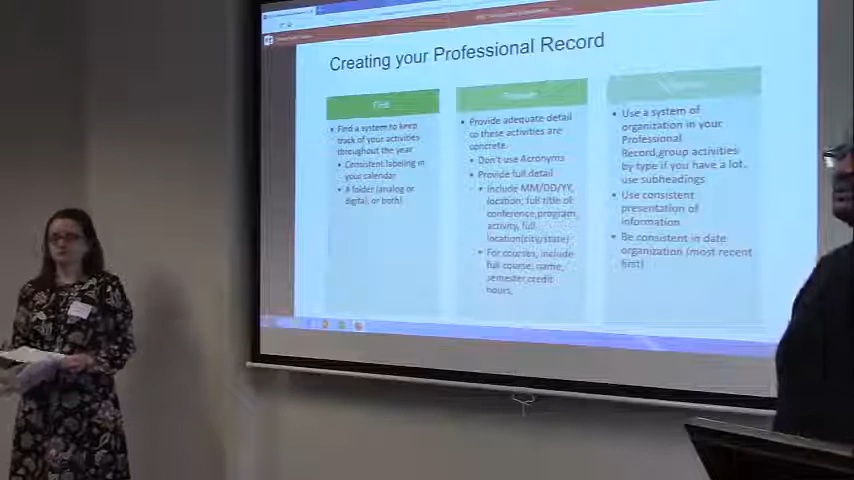 Creating your Professional Record
Find
• Find a system to keep
track of your activities
throughout the year
• Consistent labeling in
your calendar
• A folder (analog or
digital, or both)
• Provide adequate detail
so these activities are
concrete.
• Don't use Acronyms
• Provide full detail
• Include MM/DD/YY,
location, full title of
conference,program,
activity, full
location(city/state)
• For courses, include
full course, name,
semester,credit
hours,
• Use a system of
organization in your
Professional
Record,group activities
by type if you have a lot,
use subheadings
• Use consistent
presentation of
information
• Be consistent in date
organization (most recent
first)